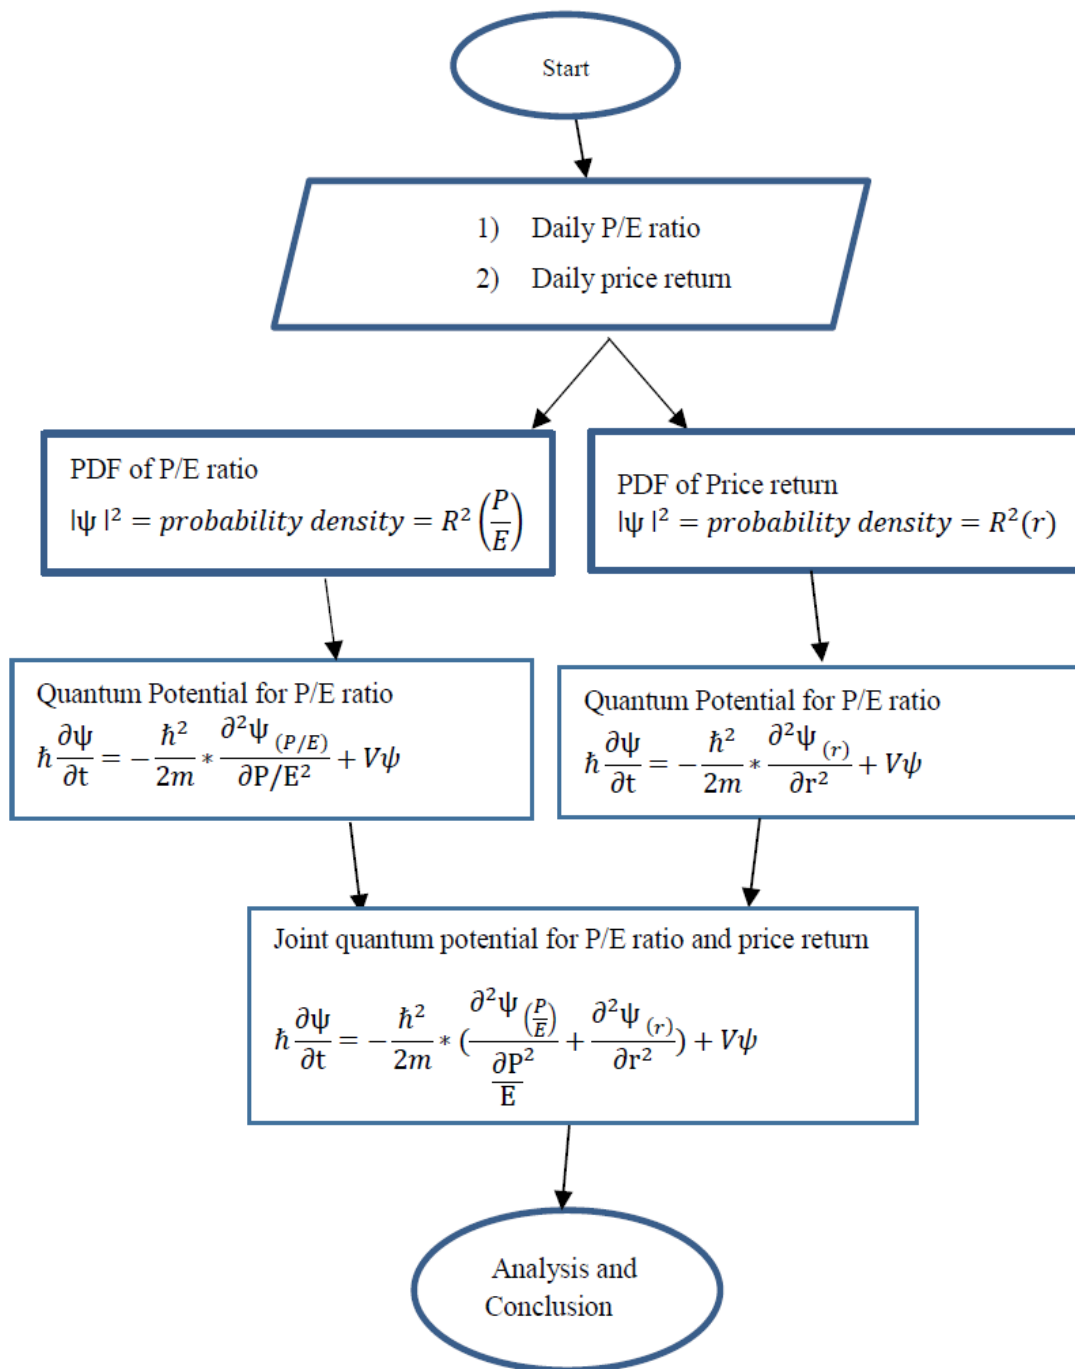 Start
1) Daily P/E ratio
2) Daily price return
PDF of P/E ratio
|ψ |² = probability density = R² (P/E)
PDF of Price return
|ψ |² = probability density = R²(r)
Quantum Potential for P/E ratio
ℏ ∂ψ/∂t = − ℏ²/2m ∗ ∂²ψ (P/E)/∂P/E² + Vψ
Quantum Potential for P/E ratio
ℏ ∂ψ/∂t = − ℏ²/2m ∗ ∂²ψ (r)/∂r² + Vψ
Joint quantum potential for P/E ratio and price return
ℏ ∂ψ/∂t = − ℏ²/2m ∗ (∂²ψ (P/E)/(∂P²/E) + ∂²ψ (r)/∂r²) + Vψ
Analysis and
Conclusion